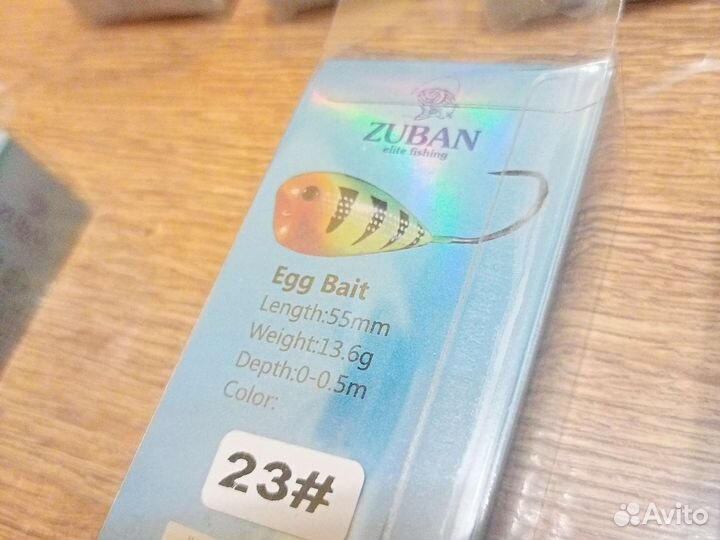 ZUBAN
elite fishing
Egg Bait
Length:55mm
Weight:13.6g
Depth:0-0.5m
Color:
23#
Avito